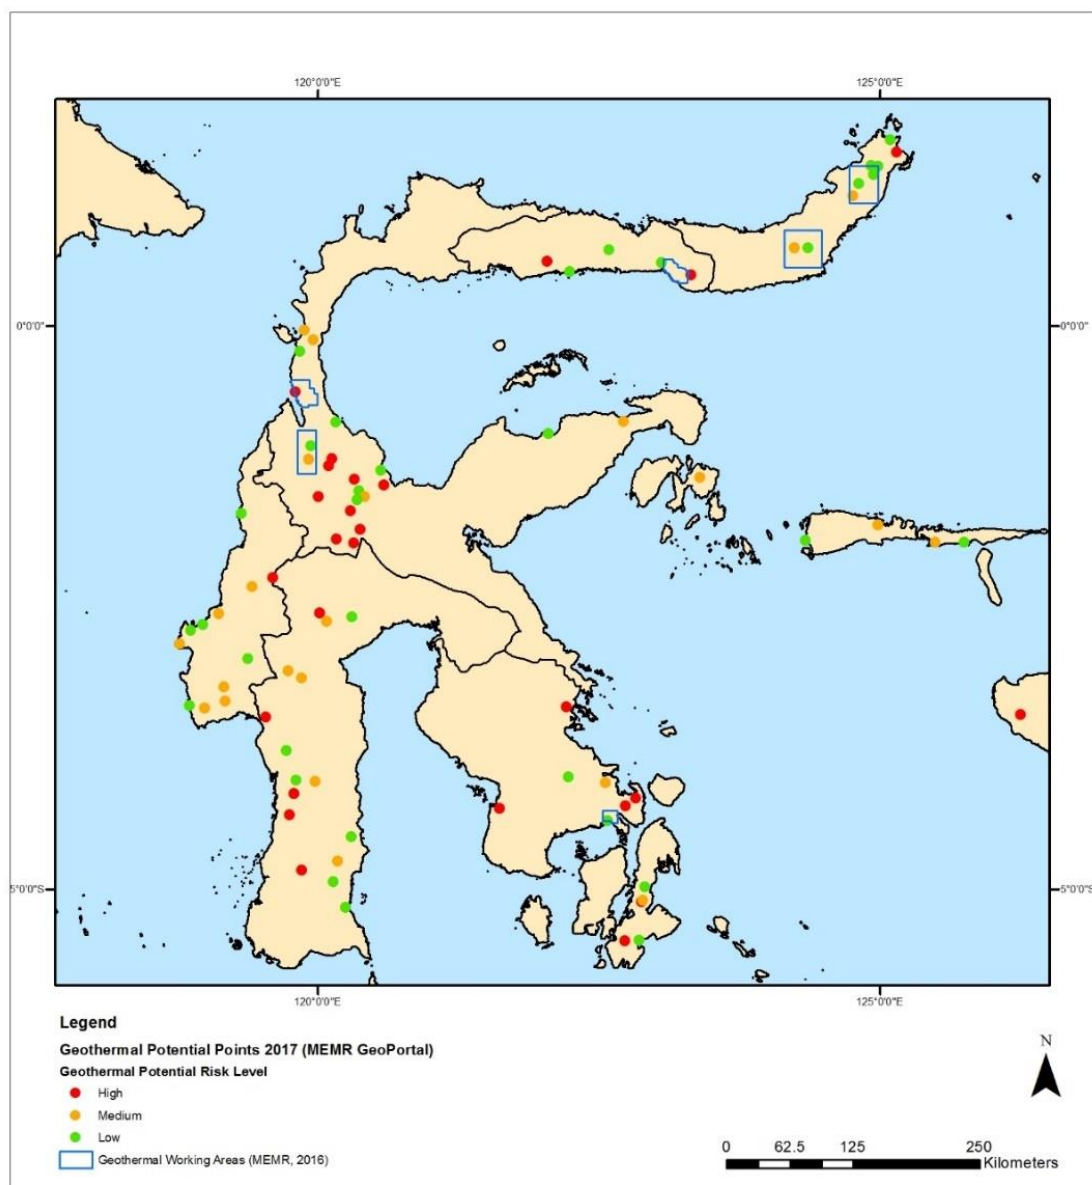 120°0'0"E
125°0'0"E
0°0'0"
0°0'0"
5°0'0"S
5°0'0"S
120°0'0"E
125°0'0"E
Legend
Geothermal Potential Points 2017 (MEMR GeoPortal)
Geothermal Potential Risk Level
High
Medium
Low
Geothermal Working Areas (MEMR, 2016)
N
0 62.5 125 250
Kilometers